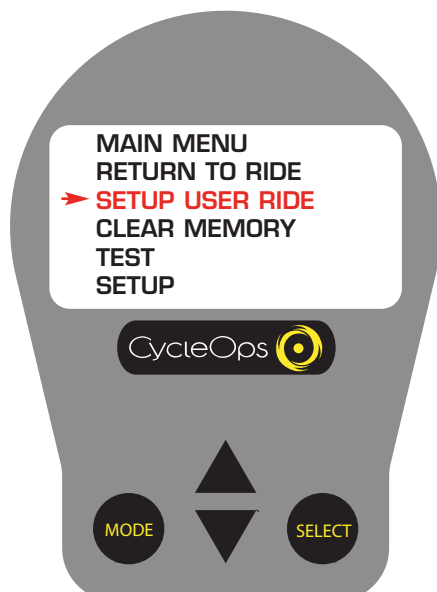 MAIN MENU
RETURN TO RIDE
SETUP USER RIDE
CLEAR MEMORY
TEST
SETUP
CycleOps
MODE
SELECT